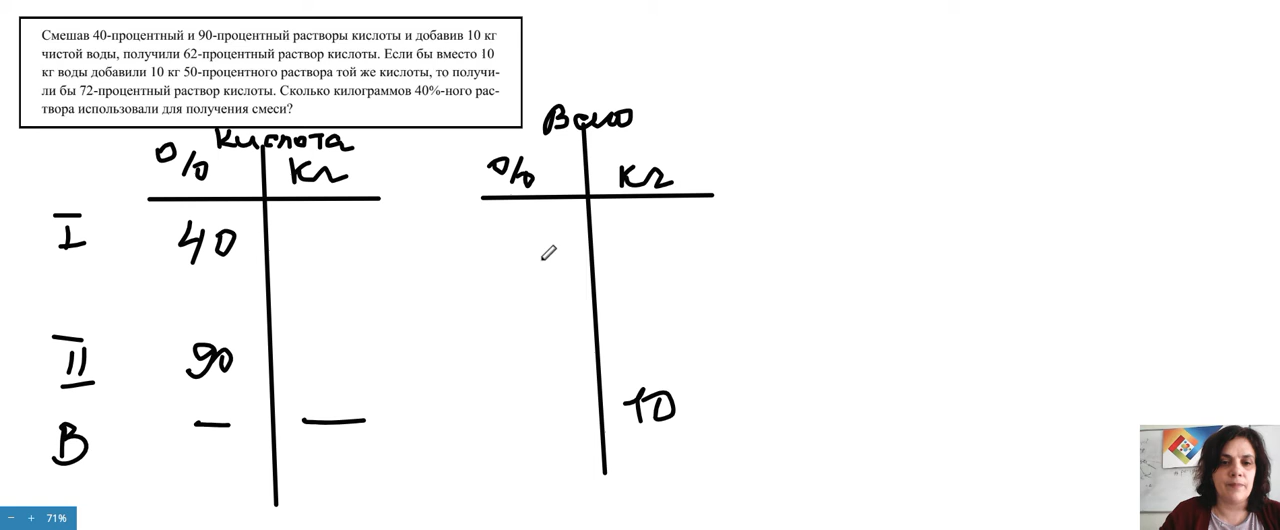 Смешав 40-процентный и 90-процентный растворы кислоты и добавив 10 кг
чистой воды, получили 62-процентный раствор кислоты. Если бы вместо 10
кг воды добавили 10 кг 50-процентного раствора той же кислоты, то получи-
ли бы 72-процентный раствор кислоты. Сколько килограммов 40%-ного рас-
твора использовали для получения смеси?
Кислота
% кг
% кг
I 40
II 90
В — — 10
− + 71%